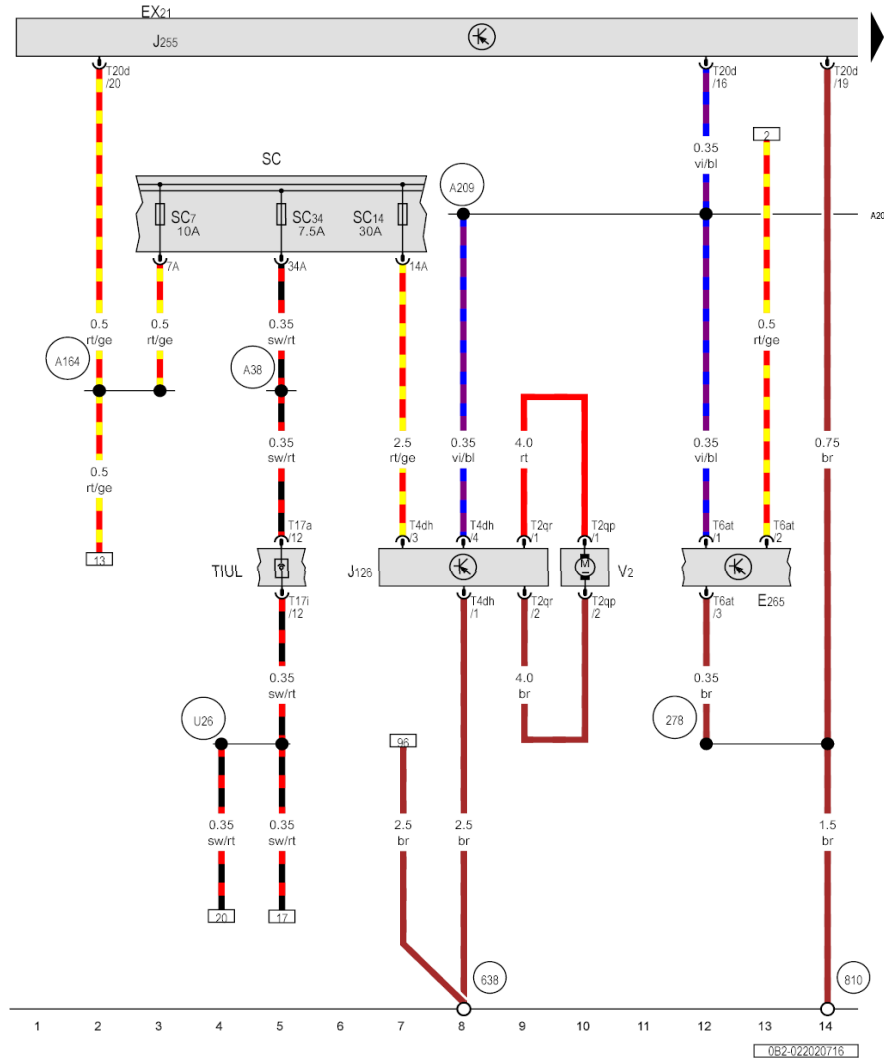 EX21
J255
T20d
/20
T20d
/16
T20d
/19
2
SC
0.35
vi/bl
A209
SC7
10A
SC34
7.5A
SC14
30A
A20
7A
34A
14A
0.5
rt/ge
0.5
rt/ge
0.35
sw/rt
0.5
rt/ge
A164
A38
0.35
sw/rt
2.5
rt/ge
0.35
vi/bl
4.0
rt
0.35
vi/bl
0.75
br
0.5
rt/ge
T17a
/12
T4dh
/3
T4dh
/4
T2qr
/1
T2qp
/1
T6at
/1
T6at
/2
13
TIUL
J126
M
V2
E265
T17i
/12
T4dh
/1
T2qr
/2
T2qp
/2
T6at
/3
0.35
sw/rt
4.0
br
0.35
br
U26
278
96
0.35
sw/rt
0.35
sw/rt
2.5
br
2.5
br
1.5
br
20
17
638
810
1 2 3 4 5 6 7 8 9 10 11 12 13 14
0B2-022020716